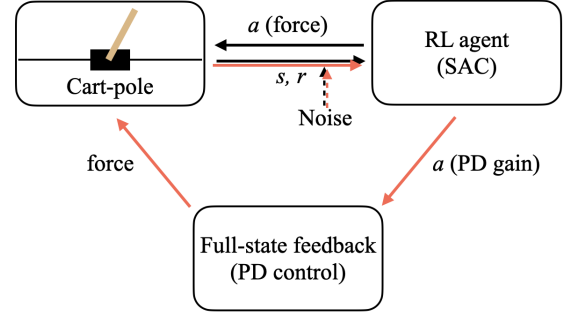 a (force)
RL agent
(SAC)
Cart-pole
s, r
Noise
force
a (PD gain)
Full-state feedback
(PD control)